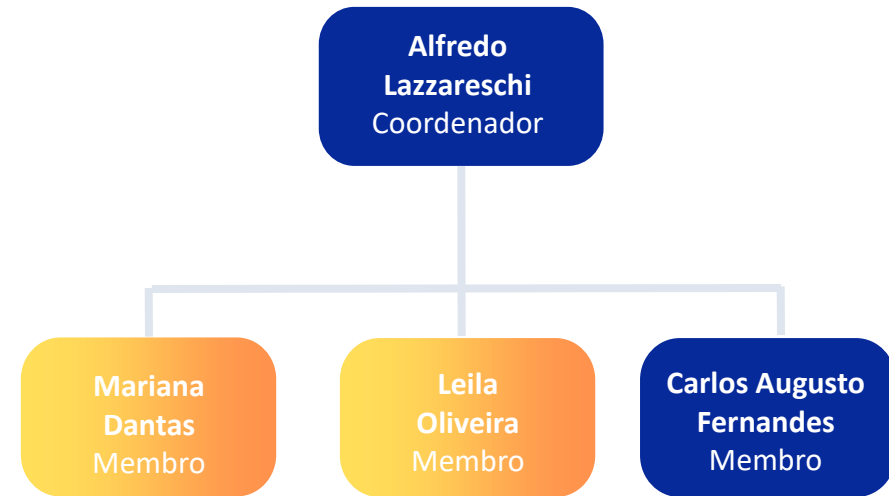 Alfredo
Lazzareschi
Coordenador
Mariana
Dantas
Membro
Leila
Oliveira
Membro
Carlos Augusto
Fernandes
Membro